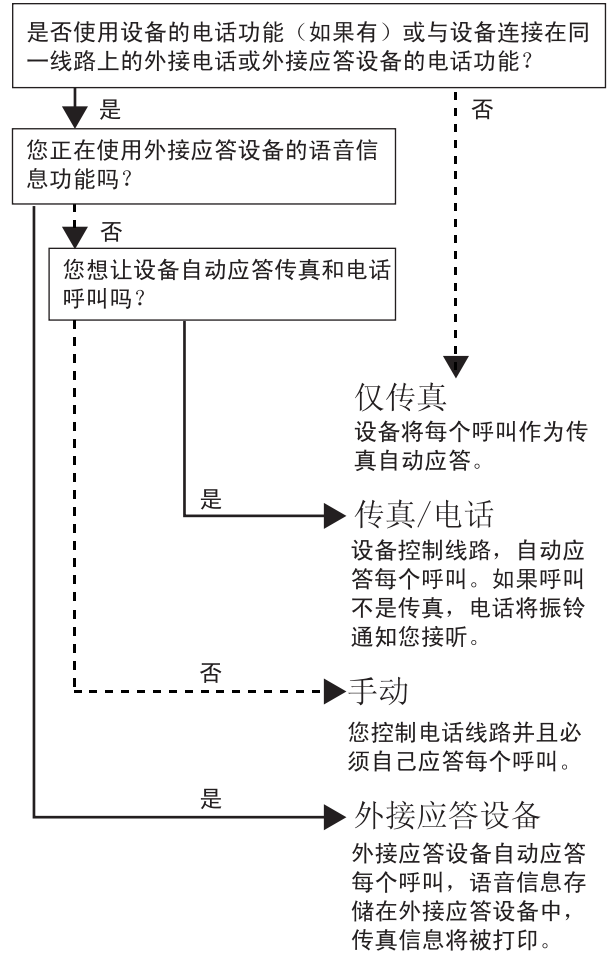 是否使用设备的电话功能（如果有）或与设备连接在同
一线路上的外接电话或外接应答设备的电话功能？
是
否
您正在使用外接应答设备的语音信
息功能吗？
否
您想让设备自动应答传真和电话
呼叫吗？
仅传真
设备将每个呼叫作为传
真自动应答。
是
传真/电话
设备控制线路，自动应
答每个呼叫。如果呼叫
不是传真，电话将振铃
通知您接听。
否
手动
您控制电话线路并且必
须自己应答每个呼叫。
是
外接应答设备
外接应答设备自动应答
每个呼叫，语音信息存
储在外接应答设备中，
传真信息将被打印。